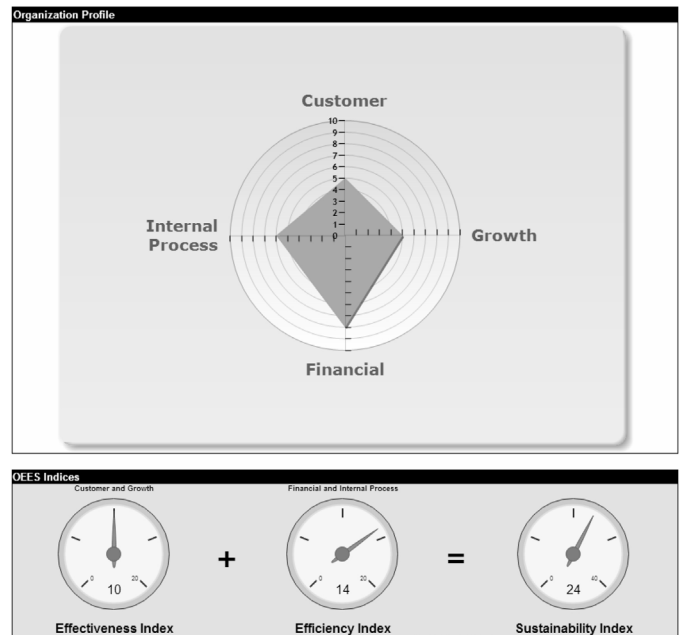 Organization Profile
Customer
10
9
8
7
6
5
4
3
2
1
0
Internal
Process
Growth
Financial
OEES Indices
Customer and Growth
Financial and Internal Process
0 20
10
+
0 20
14
=
0 40
24
Effectiveness Index
Efficiency Index
Sustainability Index